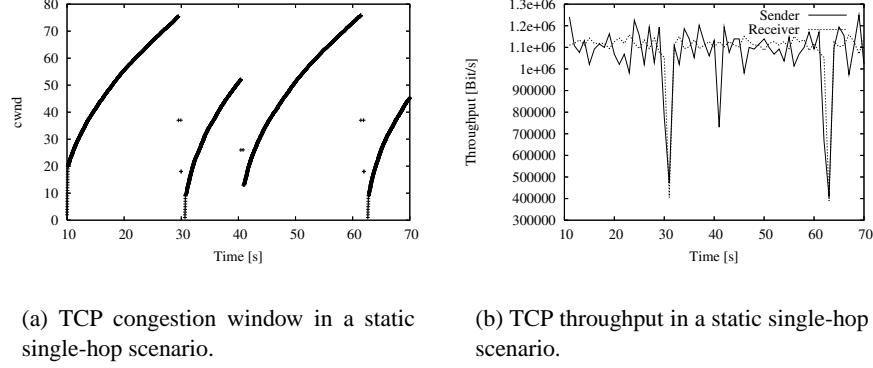 80
70
60
50
40
30
20
10
0
cwnd
10 20 30 40 50 60 70
Time [s]
1.3e+06
1.2e+06
1.1e+06
1e+06
900000
800000
700000
600000
500000
400000
300000
Throughput [Bit/s]
Sender
Receiver
10 20 30 40 50 60 70
Time [s]
(a) TCP congestion window in a static
single-hop scenario.
(b) TCP throughput in a static single-hop
scenario.